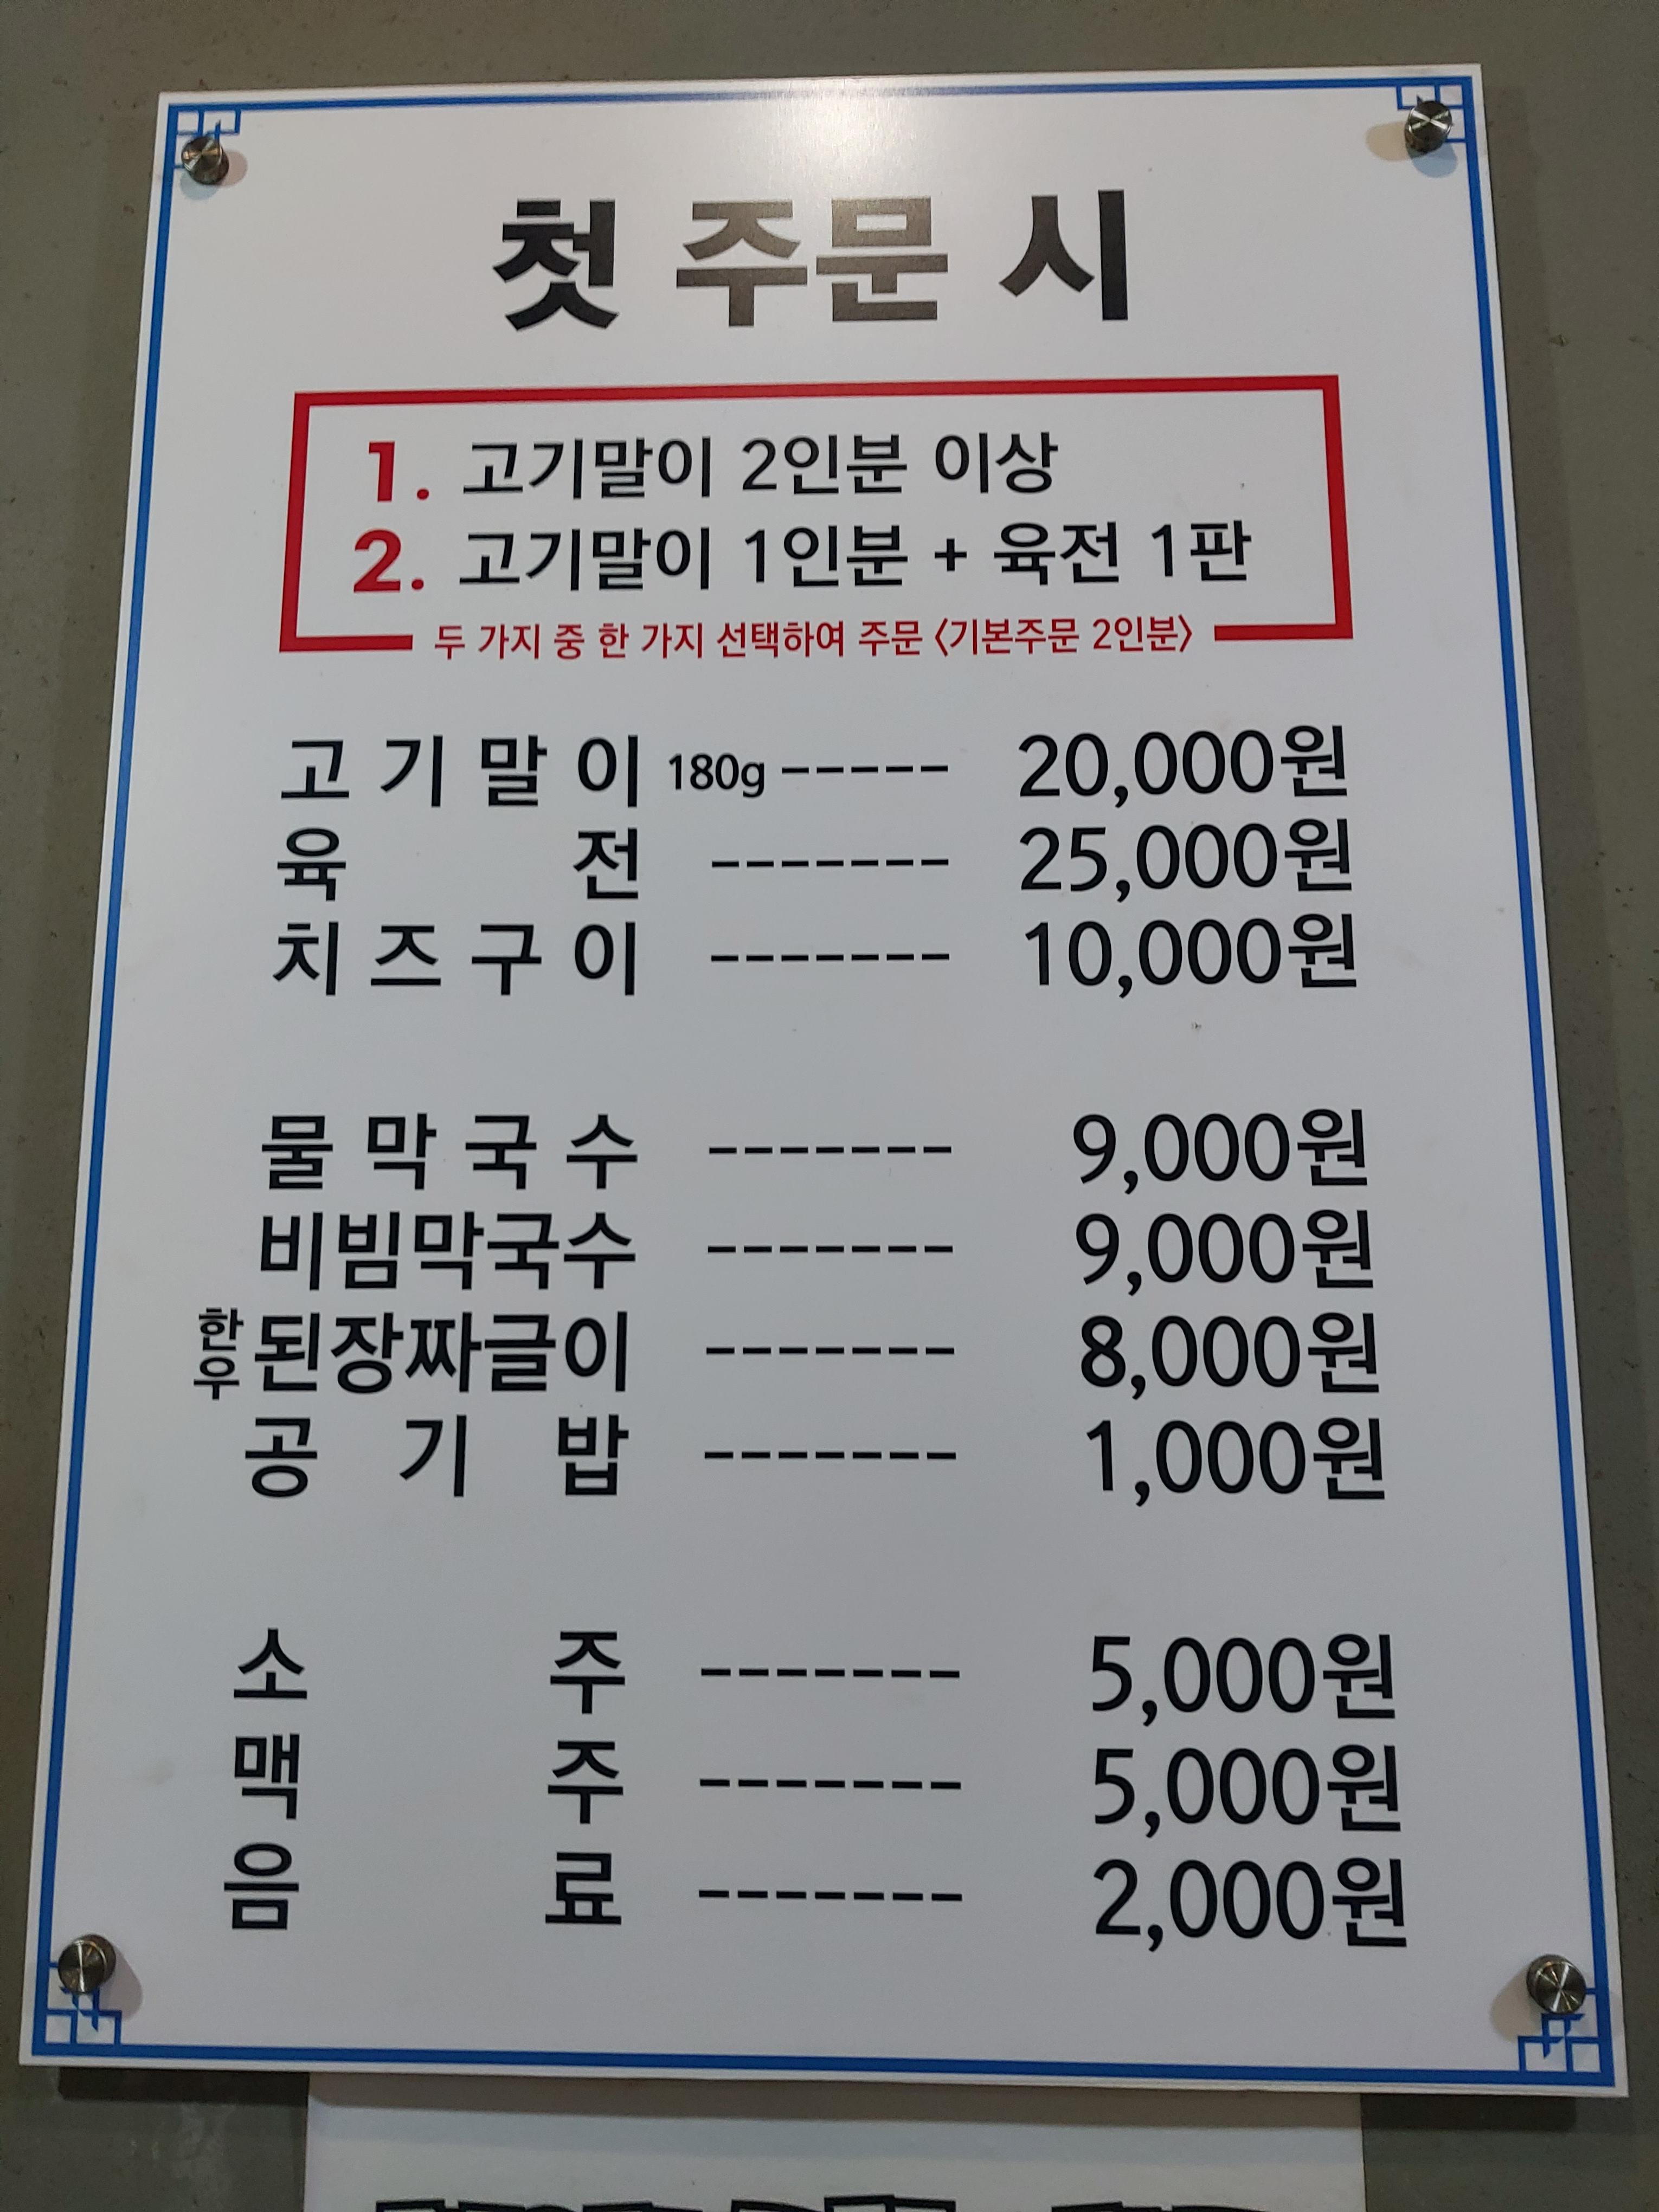 첫 주문 시
1. 고기말이 2인분 이상
2. 고기말이 1인분 + 육전 1판
두 가지 중 한 가지 선택하여 주문 〈기본주문 2인분〉
고기말이 180g ----- 20,000원
육전 ------- 25,000원
치즈구이 ------- 10,000원
물막국수 ------- 9,000원
비빔막국수 ------- 9,000원
한우 된장짜글이 ------- 8,000원
공기밥 ------- 1,000원
소주 ------- 5,000원
맥주 ------- 5,000원
음료 ------- 2,000원